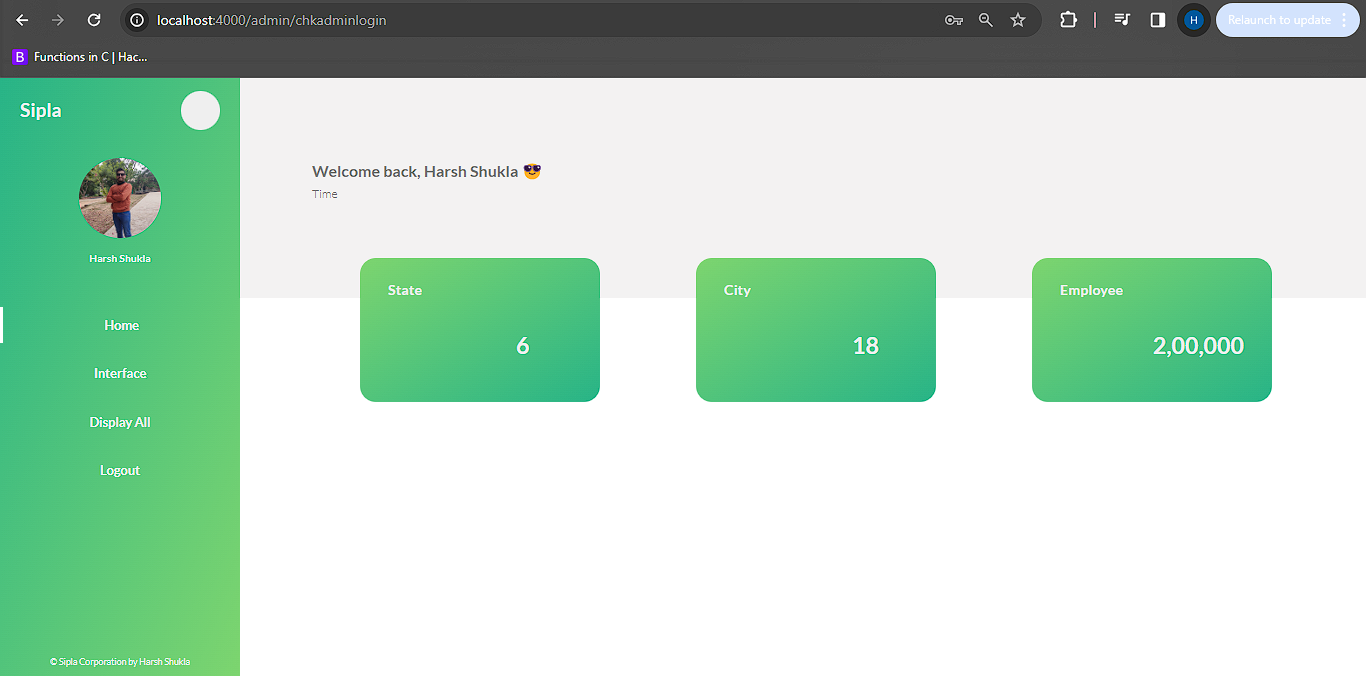 localhost:4000/admin/chkadminlogin
H
Relaunch to update
B Functions in C | Hac...
Sipla
Harsh Shukla
Home
Interface
Display All
Logout
© Sipla Corporation by Harsh Shukla
Welcome back, Harsh Shukla 😎
Time
State
6
City
18
Employee
2,00,000